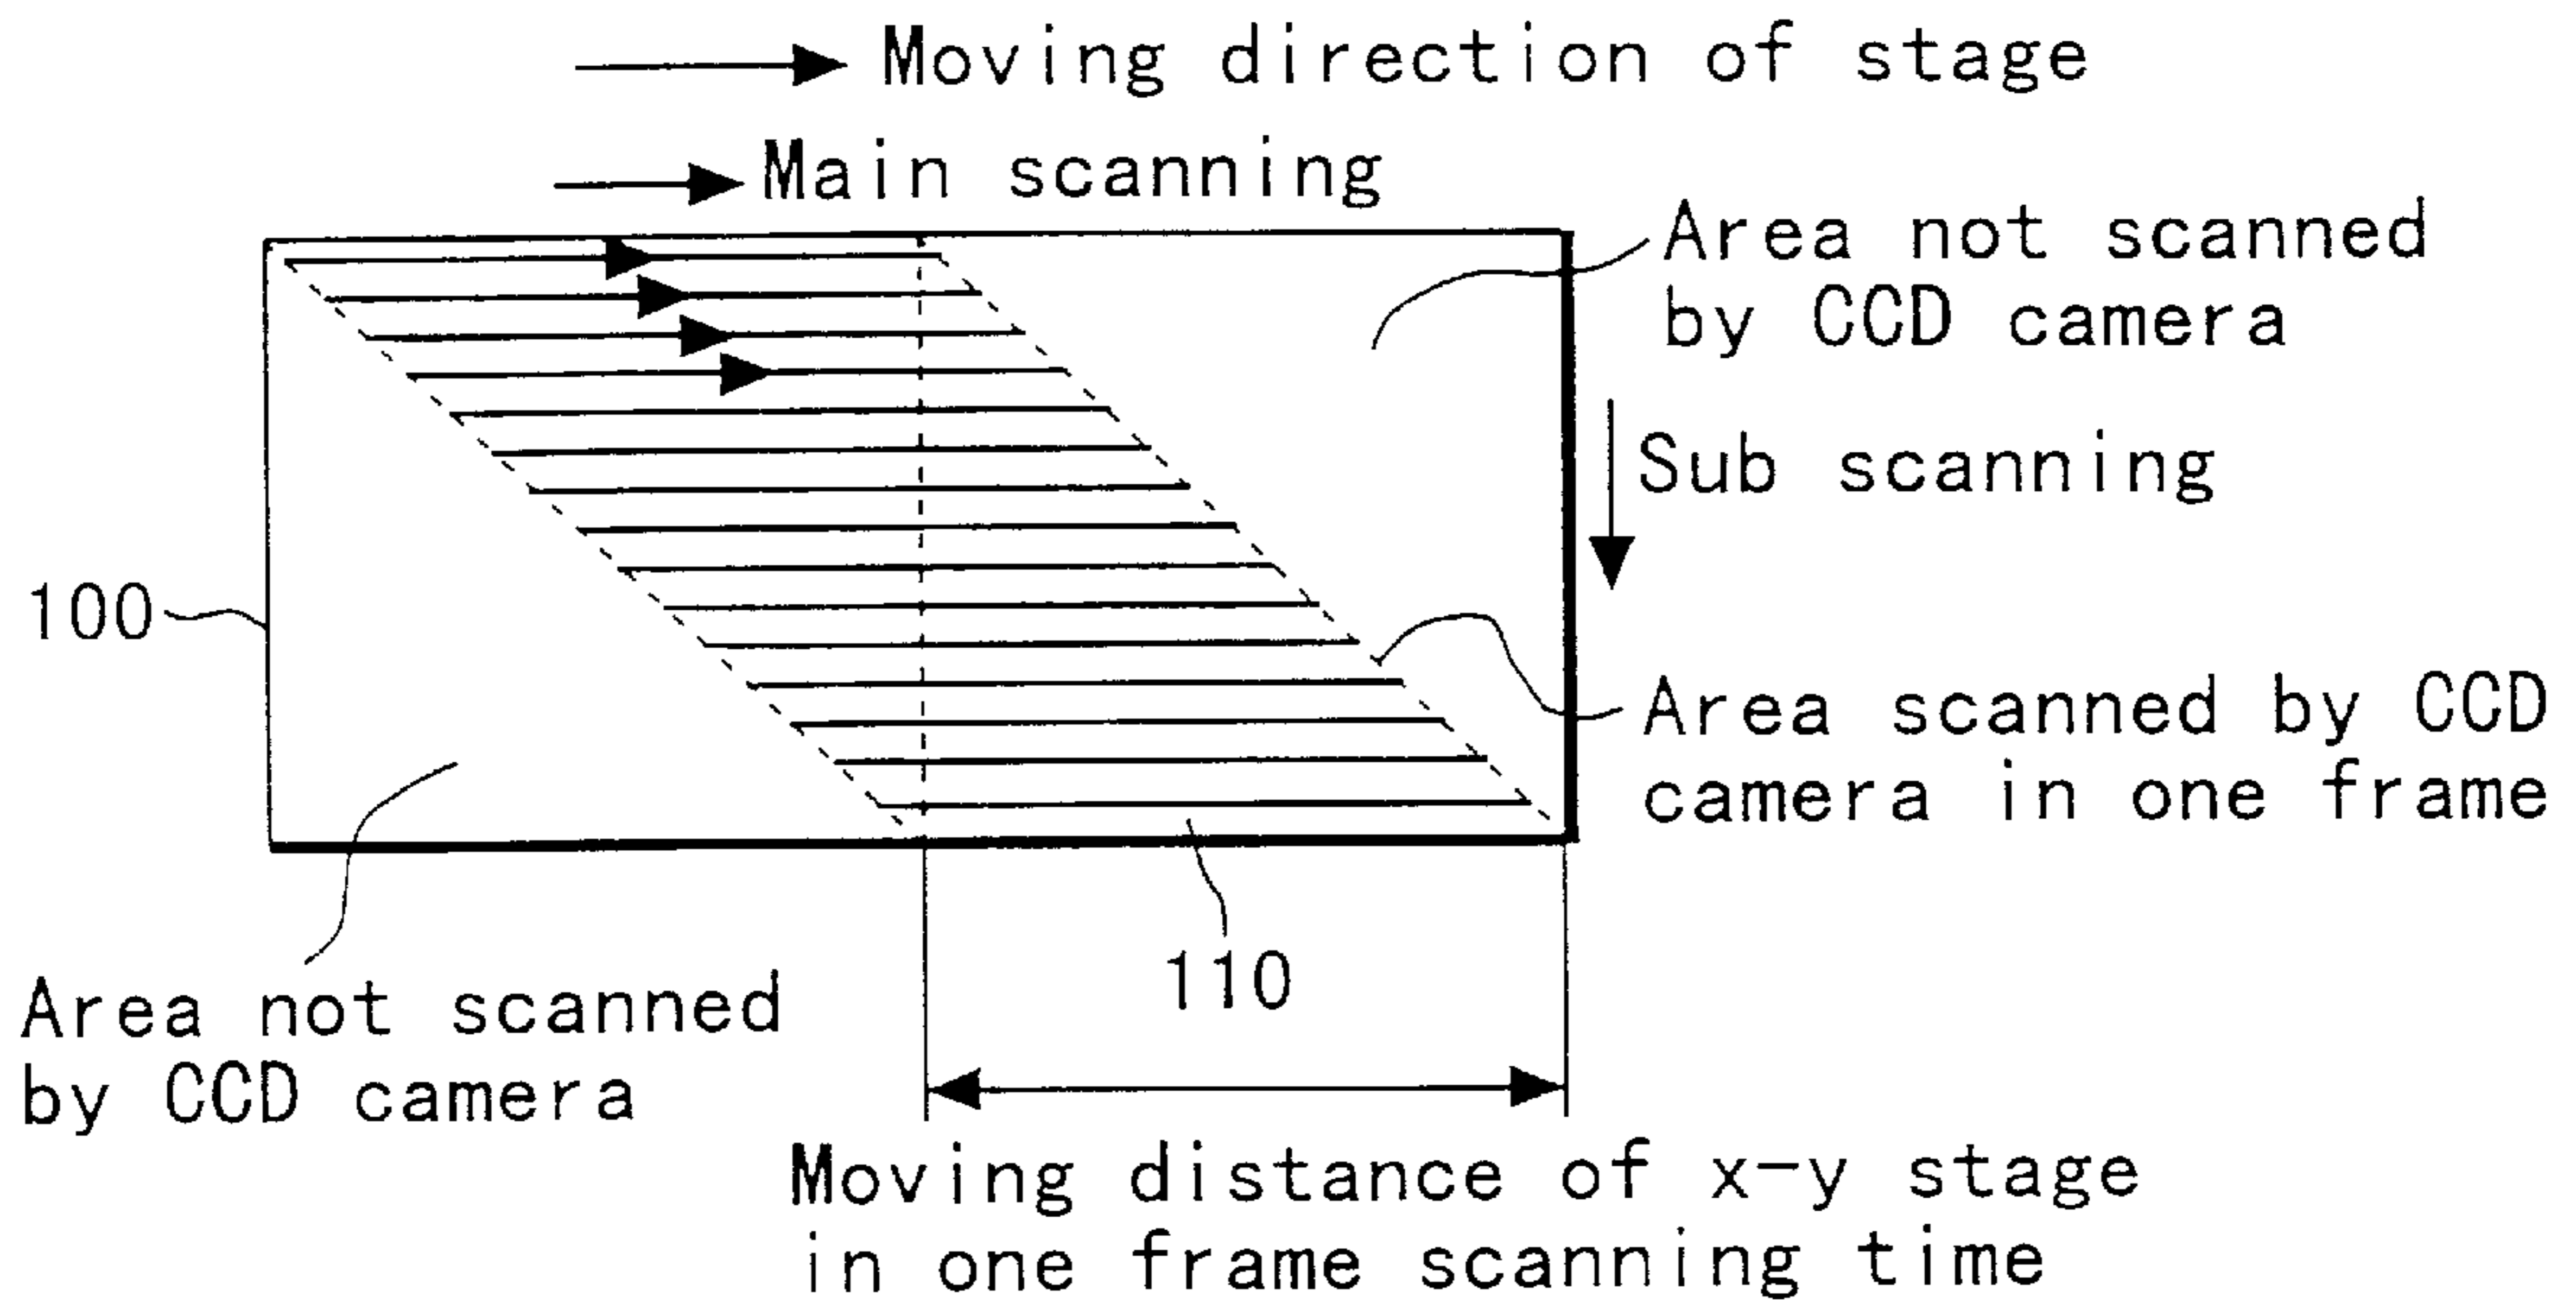 Moving direction of stage
Main scanning
Area not scanned
by CCD camera
Sub scanning
100
Area scanned by CCD
camera in one frame
110
Area not scanned
by CCD camera
Moving distance of x-y stage
in one frame scanning time